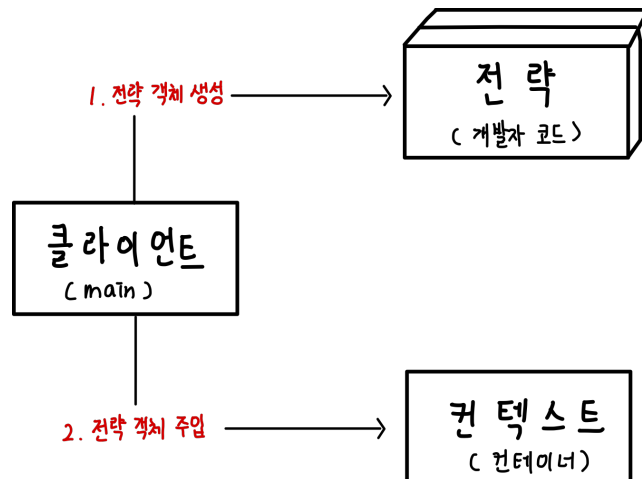 1. 전략 객체 생성
전 략
( 개발자 코드 )
클라이언트
( main )
2. 전략 객체 주입
컨텍스트
( 컨테이너 )